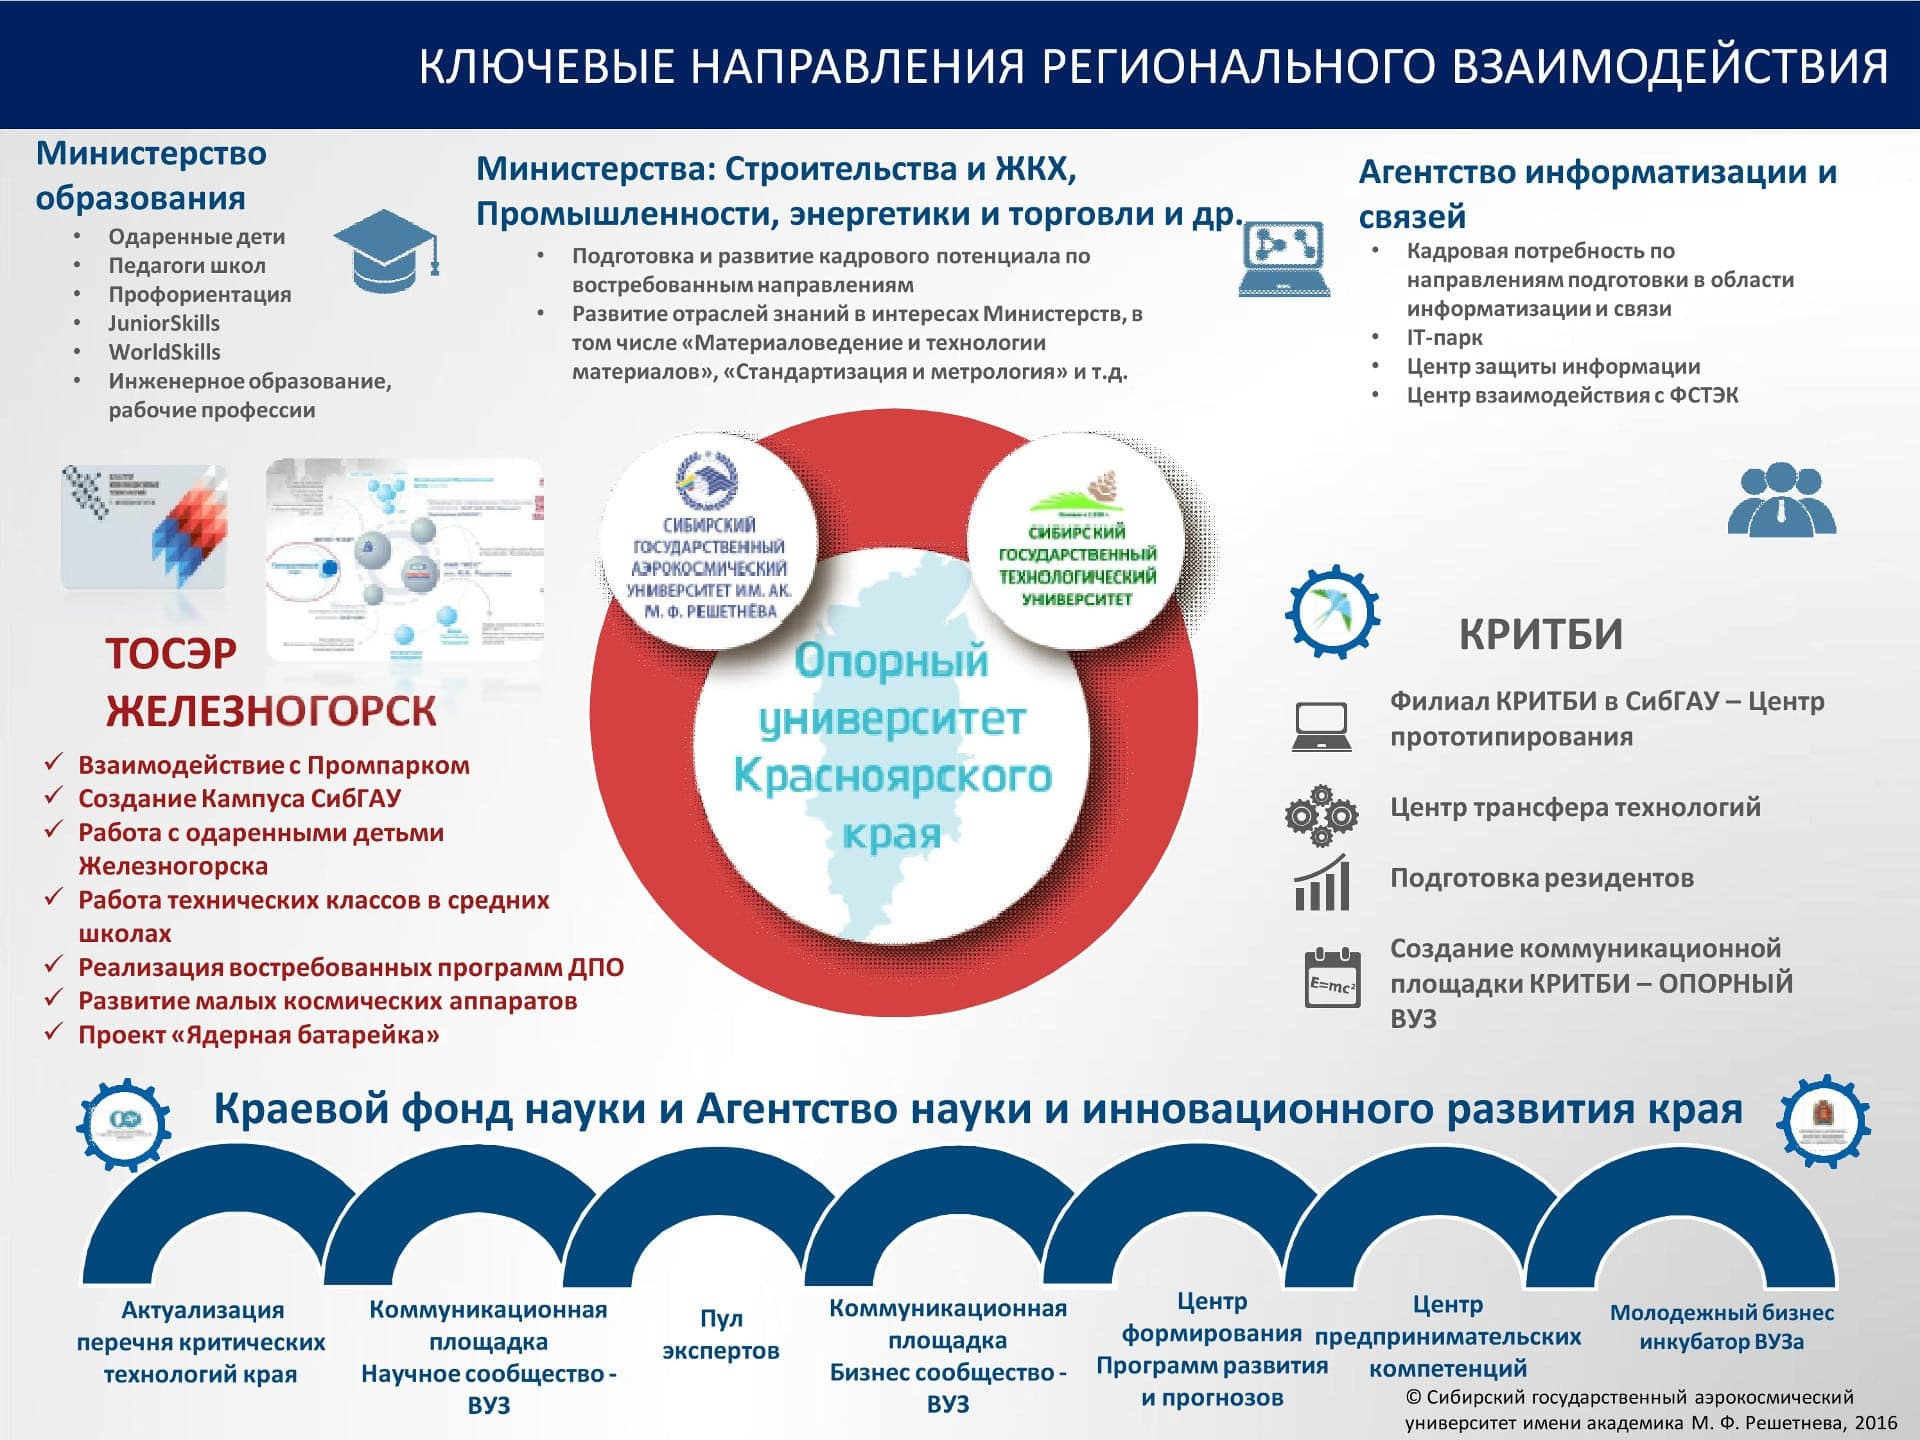 КЛЮЧЕВЫЕ НАПРАВЛЕНИЯ РЕГИОНАЛЬНОГО ВЗАИМОДЕЙСТВИЯ
Министерство
образования
• Одаренные дети
• Педагоги школ
• Профориентация
• JuniorSkills
• WorldSkills
• Инженерное образование,
рабочие профессии
Министерства: Строительства и ЖКХ,
Промышленности, энергетики и торговли и др.
• Подготовка и развитие кадрового потенциала по
востребованным направлениям
• Развитие отраслей знаний в интересах Министерств, в
том числе «Материаловедение и технологии
материалов», «Стандартизация и метрология» и т.д.
Агентство информатизации и
связей
• Кадровая потребность по
направлениям подготовки в области
информатизации и связи
• IT-парк
• Центр защиты информации
• Центр взаимодействия с ФСТЭК
ТОСЭР
ЖЕЛЕЗНОГОРСК
✓ Взаимодействие с Промпарком
✓ Создание Кампуса СибГАУ
✓ Работа с одаренными детьми
Железногорска
✓ Работа технических классов в средних
школах
✓ Реализация востребованных программ ДПО
✓ Развитие малых космических аппаратов
✓ Проект «Ядерная батарейка»
СИБИРСКИЙ
ГОСУДАРСТВЕННЫЙ
АЭРОКОСМИЧЕСКИЙ
УНИВЕРСИТЕТ ИМ. АК.
М. Ф. РЕШЕТНЁВА
СИБИРСКИЙ
ГОСУДАРСТВЕННЫЙ
ТЕХНОЛОГИЧЕСКИЙ
УНИВЕРСИТЕТ
Опорный
университет
Красноярского
края
КРИТБИ
Филиал КРИТБИ в СибГАУ – Центр
прототипирования
Центр трансфера технологий
Подготовка резидентов
E=mc²
Создание коммуникационной
площадки КРИТБИ – ОПОРНЫЙ
ВУЗ
Краевой фонд науки и Агентство науки и инновационного развития края
Актуализация
перечня критических
технологий края
Коммуникационная
площадка
Научное сообщество -
ВУЗ
Пул
экспертов
Коммуникационная
площадка
Бизнес сообщество -
ВУЗ
Центр
формирования
Программ развития
и прогнозов
Центр
предпринимательских
компетенций
Молодежный бизнес
инкубатор ВУЗа
© Сибирский государственный аэрокосмический
университет имени академика М. Ф. Решетнева, 2016